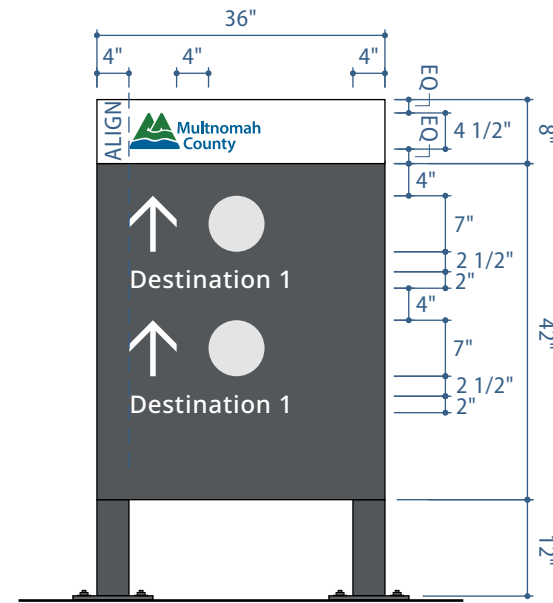 36"
4"
4"
4"
ALIGN
Multnomah
County
EQ
EQ
4 1/2"
8"
4"
7"
2 1/2"
2"
Destination 1
4"
7"
2 1/2"
2"
Destination 1
42"
12"